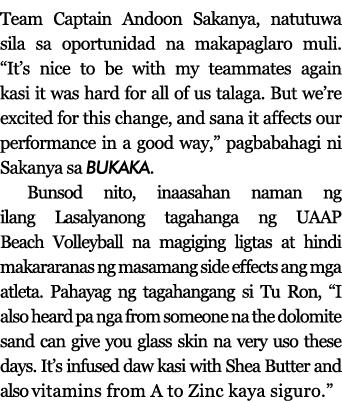 Team Captain Andoon Sakanya, natutuwa
sila sa oportunidad na makapaglaro muli.
“It’s nice to be with my teammates again
kasi it was hard for all of us talaga. But we’re
excited for this change, and sana it affects our
performance in a good way,” pagbabahagi ni
Sakanya sa BUKAKA.
Bunsod nito, inaasahan naman ng
ilang Lasalyanong tagahanga ng UAAP
Beach Volleyball na magiging ligtas at hindi
makararanas ng masamang side effects ang mga
atleta. Pahayag ng tagahangang si Tu Ron, “I
also heard pa nga from someone na the dolomite
sand can give you glass skin na very uso these
days. It’s infused daw kasi with Shea Butter and
also vitamins from A to Zinc kaya siguro.”